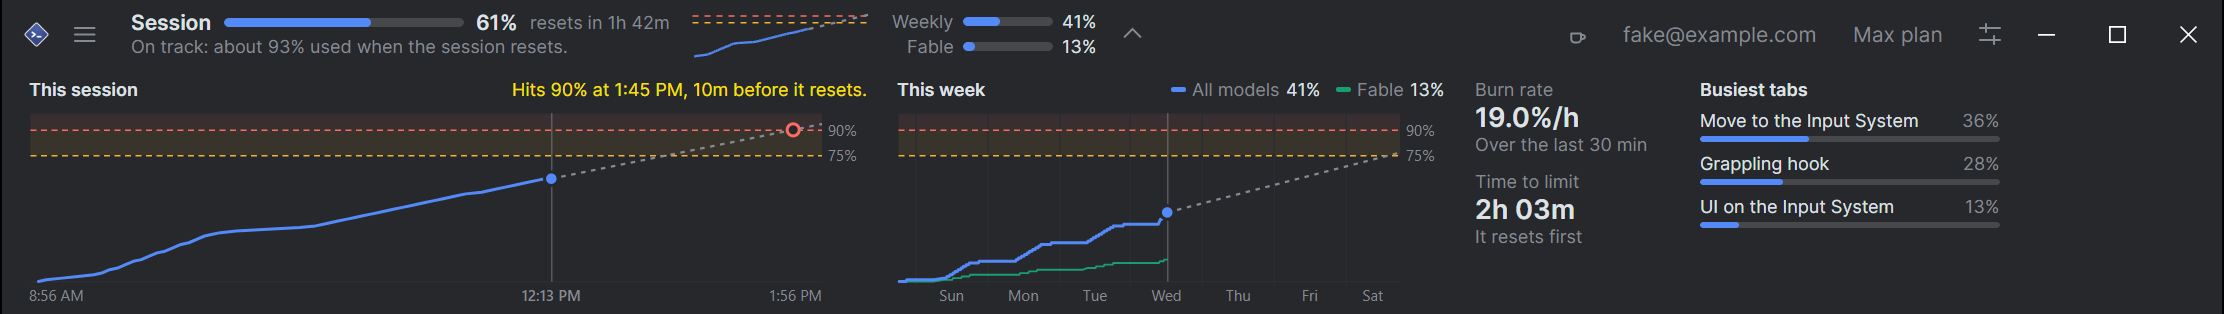 Session 61% resets in 1h 42m
On track: about 93% used when the session resets.
Weekly 41%
Fable 13%
fake@example.com Max plan
This session Hits 90% at 1:45 PM, 10m before it resets.
90%
75%
8:56 AM 12:13 PM 1:56 PM
This week All models 41% Fable 13%
90%
75%
Sun Mon Tue Wed Thu Fri Sat
Burn rate
19.0%/h
Over the last 30 min
Time to limit
2h 03m
It resets first
Busiest tabs
Move to the Input System 36%
Grappling hook 28%
UI on the Input System 13%